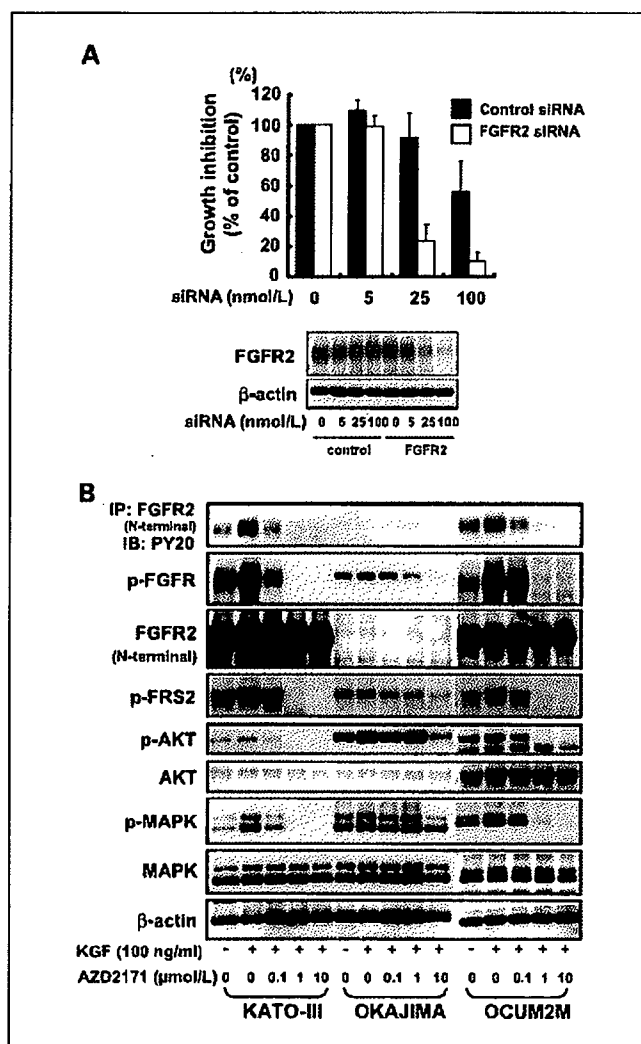 A
(%)
120
100
80
60
40
20
0
Growth inhibition
(% of control)
Control siRNA
FGFR2 siRNA
siRNA (nmol/L) 0 5 25 100
FGFR2
β-actin
siRNA (nmol/L) 0 5 25 100 0 5 25 100
control FGFR2
B
IP: FGFR2
(N-terminal)
IB: PY20
p-FGFR
FGFR2
(N-terminal)
p-FRS2
p-AKT
AKT
p-MAPK
MAPK
β-actin
KGF (100 ng/ml) - + + + + - + + + + - + + + +
AZD2171 (μmol/L) 0 0 0.1 1 10 0 0 0.1 1 10 0 0 0.1 1 10
KATO-III OKAJIMA OCUM2M